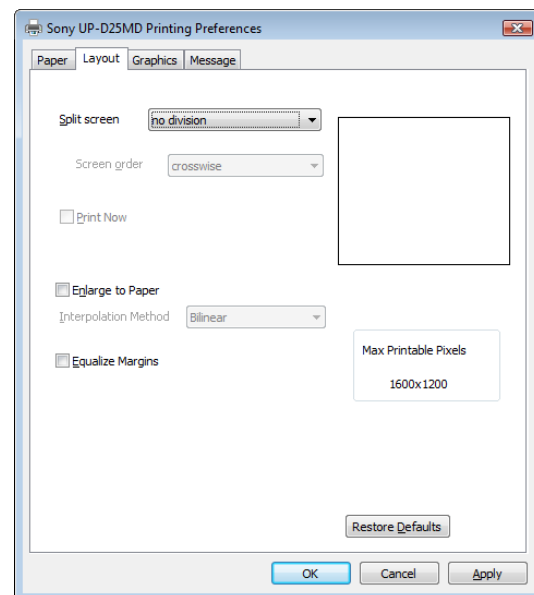 Sony UP-D25MD Printing Preferences
Paper Layout Graphics Message
Split screen no division
Screen order crosswise
Print Now
Enlarge to Paper
Interpolation Method Bilinear
Equalize Margins
Max Printable Pixels
1600x1200
Restore Defaults
OK Cancel Apply